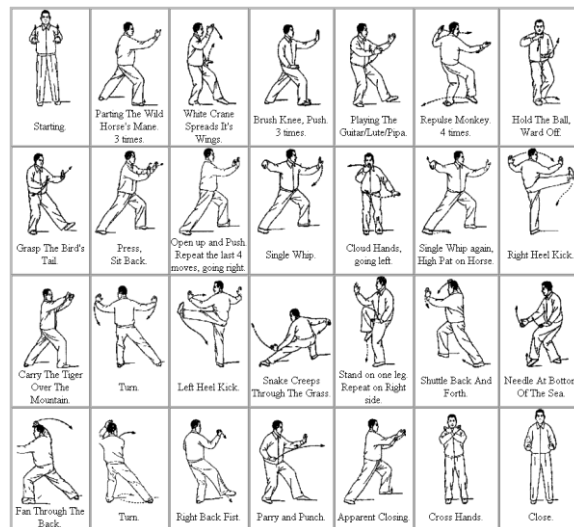 Starting.
Parting The Wild
Horse's Mane.
3 times.
White Crane
Spreads It's
Wings.
Brush Knee, Push.
3 times.
Playing The
Guitar/Lute/Pipa.
Repulse Monkey.
4 times.
Hold The Ball,
Ward Off.
Grasp The Bird's
Tail.
Press,
Sit Back.
Open up and Push.
Repeat the last 4
moves, going right.
Single Whip.
Cloud Hands,
going left.
Single Whip again,
High Pat on Horse.
Right Heel Kick.
Carry The Tiger
Over The
Mountain.
Turn.
Left Heel Kick.
Snake Creeps
Through The Grass.
Stand on one leg.
Repeat on Right
side.
Shuttle Back And
Forth.
Needle At Bottom
Of The Sea.
Fan Through The
Back.
Turn.
Right Back Fist.
Parry and Punch.
Apparent Closing.
Cross Hands.
Close.